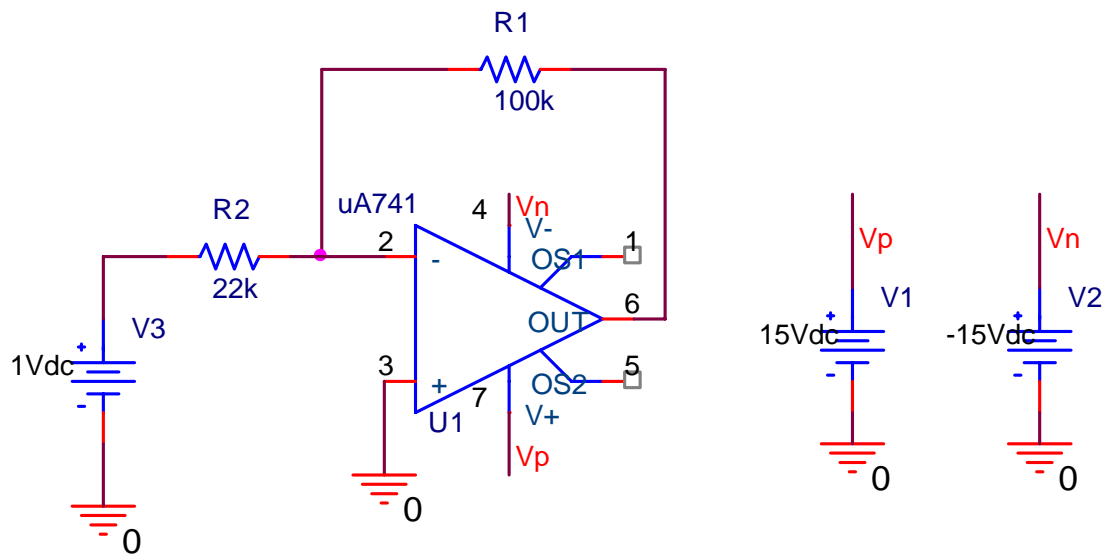 R1
100k
R2
22k
uA741
4
Vn
V-
2
-
OS1
1
6
OUT
3
+
7
OS2
5
V+
U1
Vp
V3
+
1Vdc
-
0
0
Vp
V1
+
15Vdc
-
0
Vn
V2
+
-15Vdc
-
0